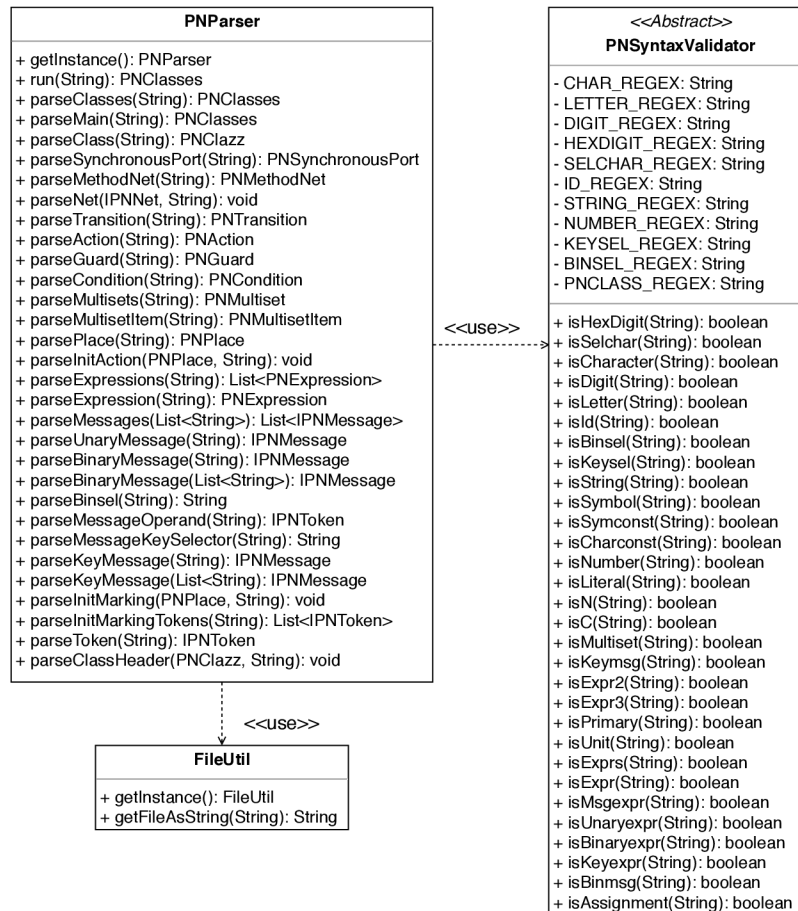 PNParser
+ getInstance(): PNParser
+ run(String): PNClasses
+ parseClasses(String): PNClasses
+ parseMain(String): PNClasses
+ parseClass(String): PNClazz
+ parseSynchronousPort(String): PNSynchronousPort
+ parseMethodNet(String): PNMethodNet
+ parseNet(IPNNet, String): void
+ parseTransition(String): PNTransition
+ parseAction(String): PNAction
+ parseGuard(String): PNGuard
+ parseCondition(String): PNCondition
+ parseMultisets(String): PNMultiset
+ parseMultisetItem(String): PNMultisetItem
+ parsePlace(String): PNPlace
+ parseInitAction(PNPlace, String): void
+ parseExpressions(String): List<PNExpression>
+ parseExpression(String): PNExpression
+ parseMessages(List<String>): List<IPNMessage>
+ parseUnaryMessage(String): IPNMessage
+ parseBinaryMessage(String): IPNMessage
+ parseBinaryMessage(List<String>): IPNMessage
+ parseBinsel(String): String
+ parseMessageOperand(String): IPNToken
+ parseMessageKeySelector(String): String
+ parseKeyMessage(String): IPNMessage
+ parseKeyMessage(List<String): IPNMessage
+ parseInitMarking(PNPlace, String): void
+ parseInitMarkingTokens(String): List<IPNToken>
+ parseToken(String): IPNToken
+ parseClassHeader(PNClazz, String): void
<<use>>
<<use>>
FileUtil
+ getInstance(): FileUtil
+ getFileAsString(String): String
<<Abstract>>
PNSyntaxValidator
- CHAR_REGEX: String
- LETTER_REGEX: String
- DIGIT_REGEX: String
- HEXDIGIT_REGEX: String
- SELCHAR_REGEX: String
- ID_REGEX: String
- STRING_REGEX: String
- NUMBER_REGEX: String
- KEYSEL_REGEX: String
- BINSEL_REGEX: String
- PNCLASS_REGEX: String
+ isHexDigit(String): boolean
+ isSelchar(String): boolean
+ isCharacter(String): boolean
+ isDigit(String): boolean
+ isLetter(String): boolean
+ isId(String): boolean
+ isBinsel(String): boolean
+ isKeysel(String): boolean
+ isString(String): boolean
+ isSymbol(String): boolean
+ isSymconst(String): boolean
+ isCharconst(String): boolean
+ isNumber(String): boolean
+ isLiteral(String): boolean
+ isN(String): boolean
+ isC(String): boolean
+ isMultiset(String): boolean
+ isKeymsg(String): boolean
+ isExpr2(String): boolean
+ isExpr3(String): boolean
+ isPrimary(String): boolean
+ isUnit(String): boolean
+ isExprs(String): boolean
+ isExpr(String): boolean
+ isMsgexpr(String): boolean
+ isUnaryexpr(String): boolean
+ isBinaryexpr(String): boolean
+ isKeyexpr(String): boolean
+ isBinmsg(String): boolean
+ isAssignment(String): boolean